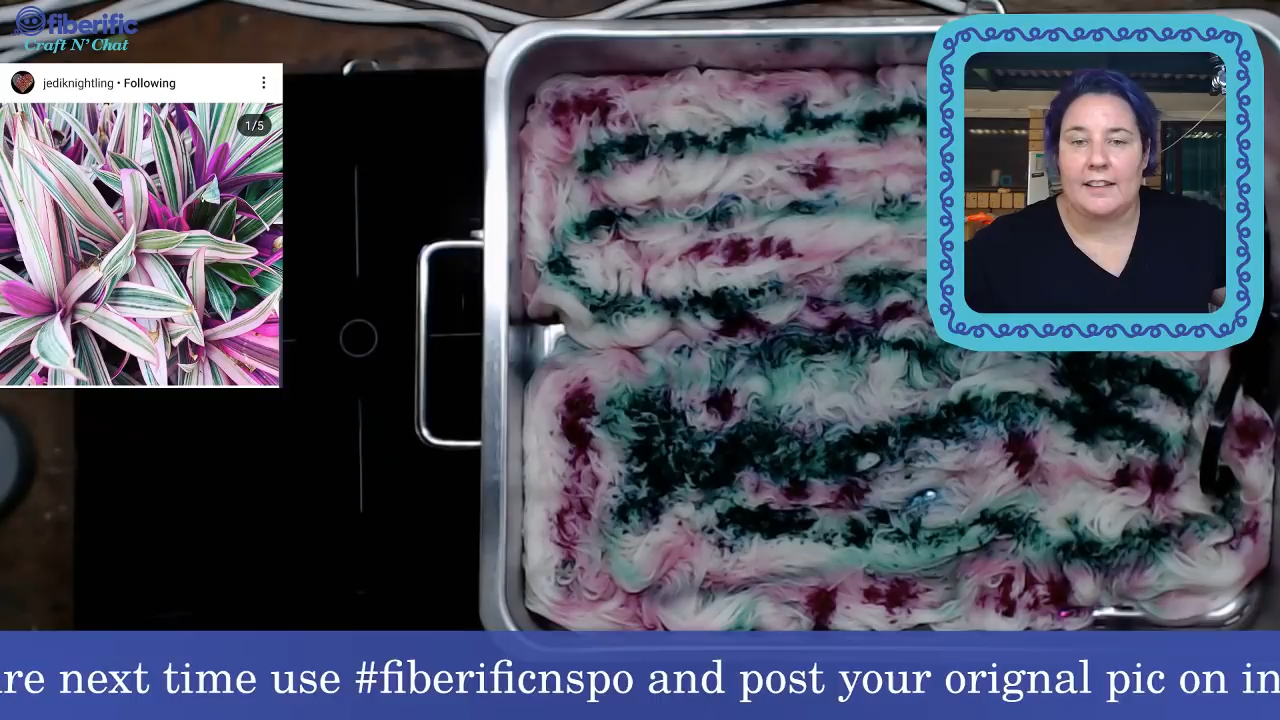 fiberific
Craft N' Chat
jediknightling • Following
1/5
re next time use #fiberificnspo and post your orignal pic on in